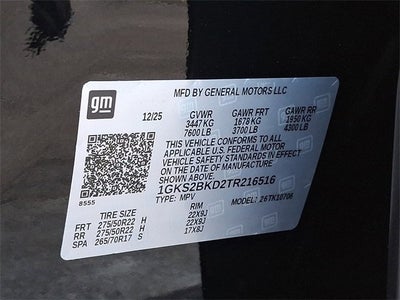 gm
MFD BY GENERAL MOTORS LLC
12/25 GVWR GAWR FRT GAWR RR
3447 KG 1678 KG 1950 KG
7600 LB 3700 LB 4300 LB
THIS VEHICLE CONFORMS TO ALL
APPLICABLE U.S. FEDERAL MOTOR
VEHICLE SAFETY STANDARDS IN EFFECT
ON THE DATE OF MANUFACTURE
1GKS2BKD2TR216516
8555 TYPE: MPV MODEL: 26TK10706
TIRE SIZE RIM
FRT 275/50R22 H 22X9J
RR 275/50R22 H 22X9J
SPA 265/70R17 S 17X8J